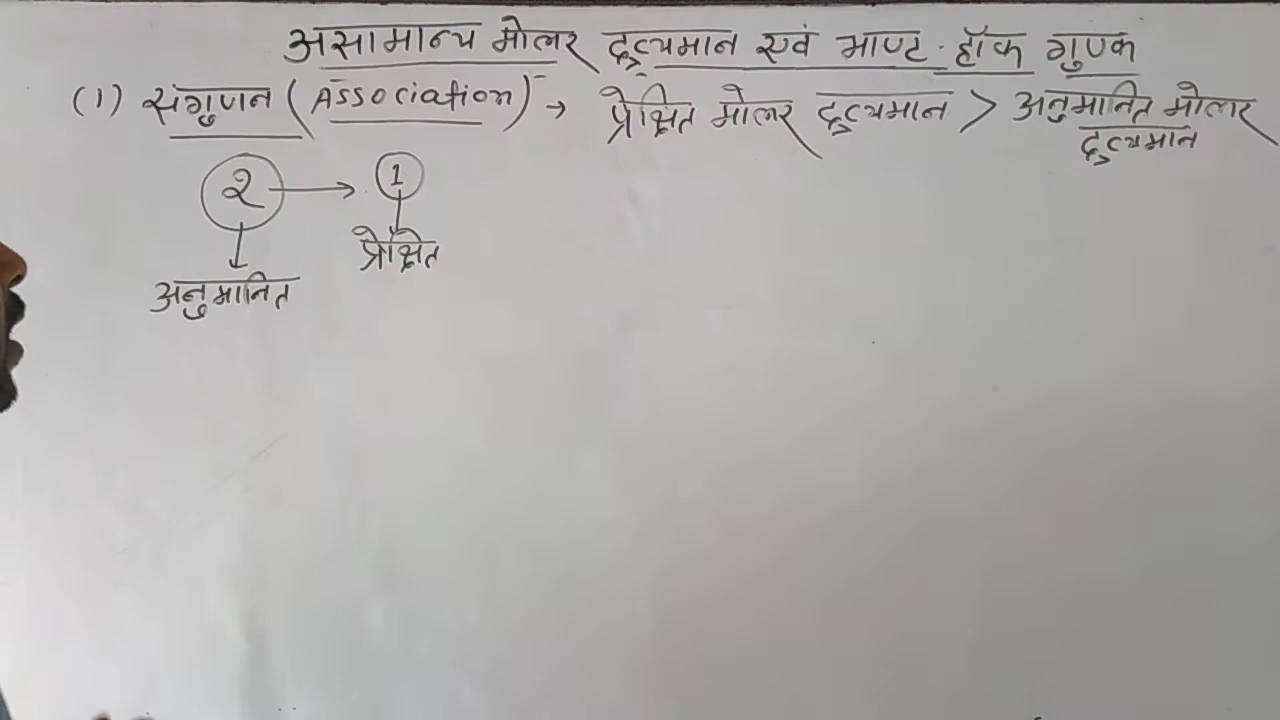 असामान्य मोलर द्रव्यमान एवं वाण्ट हॉफ गुणक
(1) संगुणन (Association) → प्रेक्षित मोलर द्रव्यमान > अनुमानित मोलर
द्रव्यमान
2 → 1
प्रेक्षित
अनुमानित